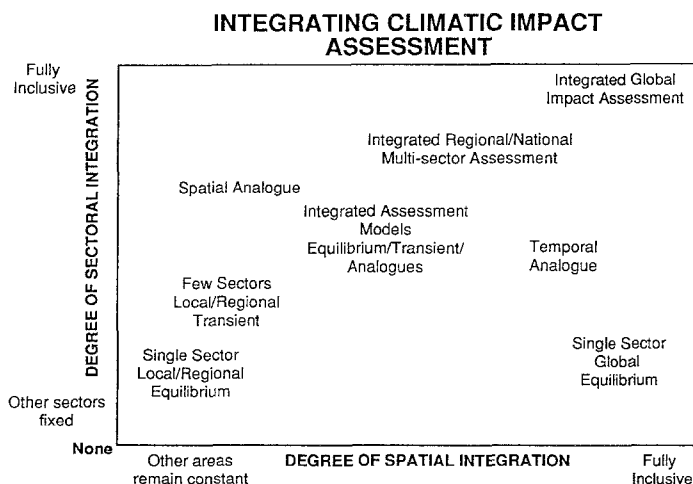 INTEGRATING CLIMATIC IMPACT
ASSESSMENT
Fully
Inclusive
DEGREE OF SECTORAL INTEGRATION
Other sectors
fixed
None
Integrated Global
Impact Assessment
Integrated Regional/National
Multi-sector Assessment
Spatial Analogue
Integrated Assessment
Models
Equilibrium/Transient/
Analogues
Temporal
Analogue
Few Sectors
Local/Regional
Transient
Single Sector
Local/Regional
Equilibrium
Single Sector
Global
Equilibrium
Other areas
remain constant
DEGREE OF SPATIAL INTEGRATION
Fully
Inclusive